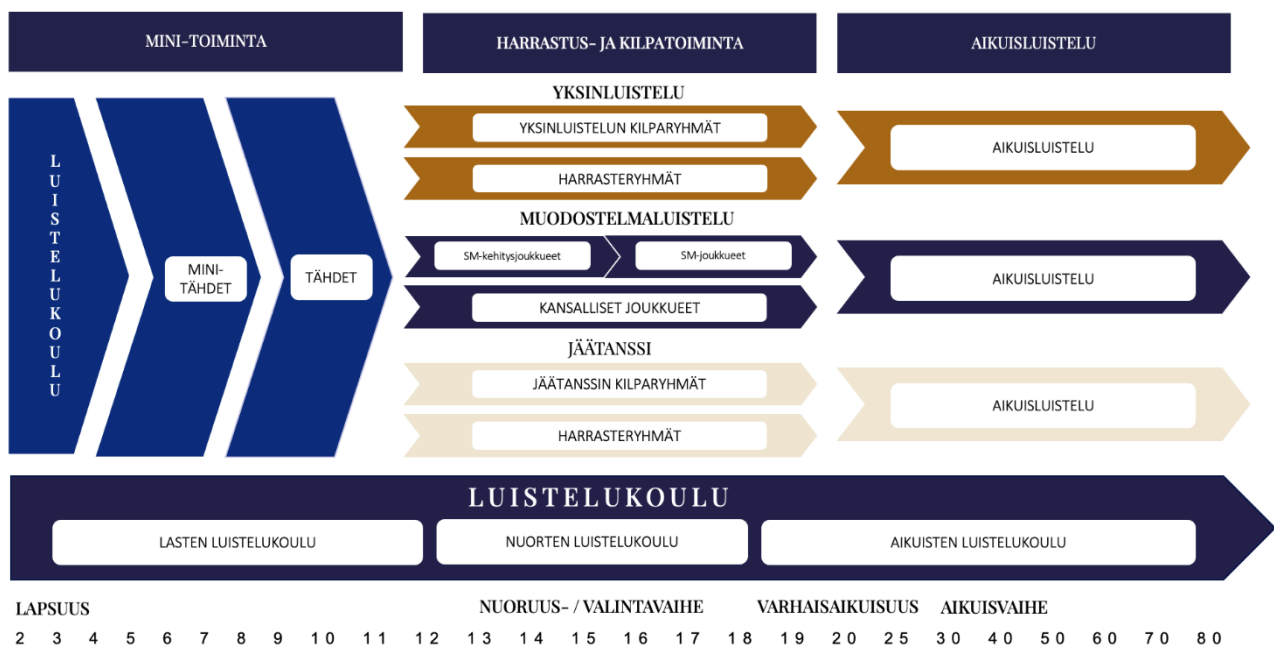 MINI-TOIMINTA
HARRASTUS- JA KILPATOIMINTA
AIKUISLUISTELU
LUISTELUKOULU
MINI-
TÄHDET
TÄHDET
YKSINLUISTELU
YKSINLUISTELUN KILPARYHMÄT
HARRASTERYHMÄT
AIKUISLUISTELU
MUODOSTELMALUISTELU
SM-kehitysjoukkueet
SM-joukkueet
KANSALLISET JOUKKUEET
AIKUISLUISTELU
JÄÄTANSSI
JÄÄTANSSIN KILPARYHMÄT
HARRASTERYHMÄT
AIKUISLUISTELU
LUISTELUKOULU
LASTEN LUISTELUKOULU
NUORTEN LUISTELUKOULU
AIKUISTEN LUISTELUKOULU
LAPSUUS
NUORUUS- / VALINTAVAIHE
VARHAISAIKUISUUS
AIKUISVAIHE
2 3 4 5 6 7 8 9 10 11 12 13 14 15 16 17 18 19 20 25 30 40 50 60 70 80